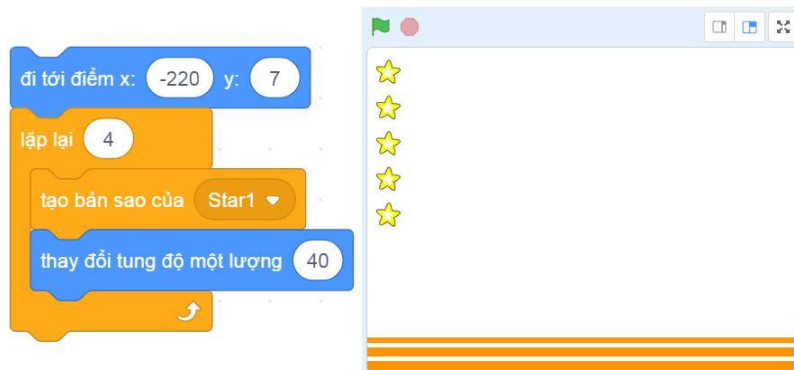 đi tới điểm x: -220 y: 7
lặp lại 4
tạo bản sao của Star1
thay đổi tung độ một lượng 40